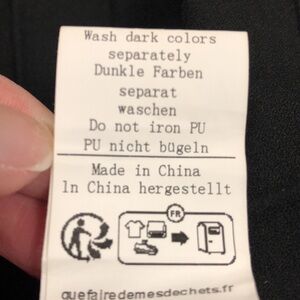 Wash dark colors
separately
Dunkle Farben
separat
waschen
Do not iron PU
PU nicht bügeln
Made in China
In China hergestellt
FR
quefairedemesdechets.fr